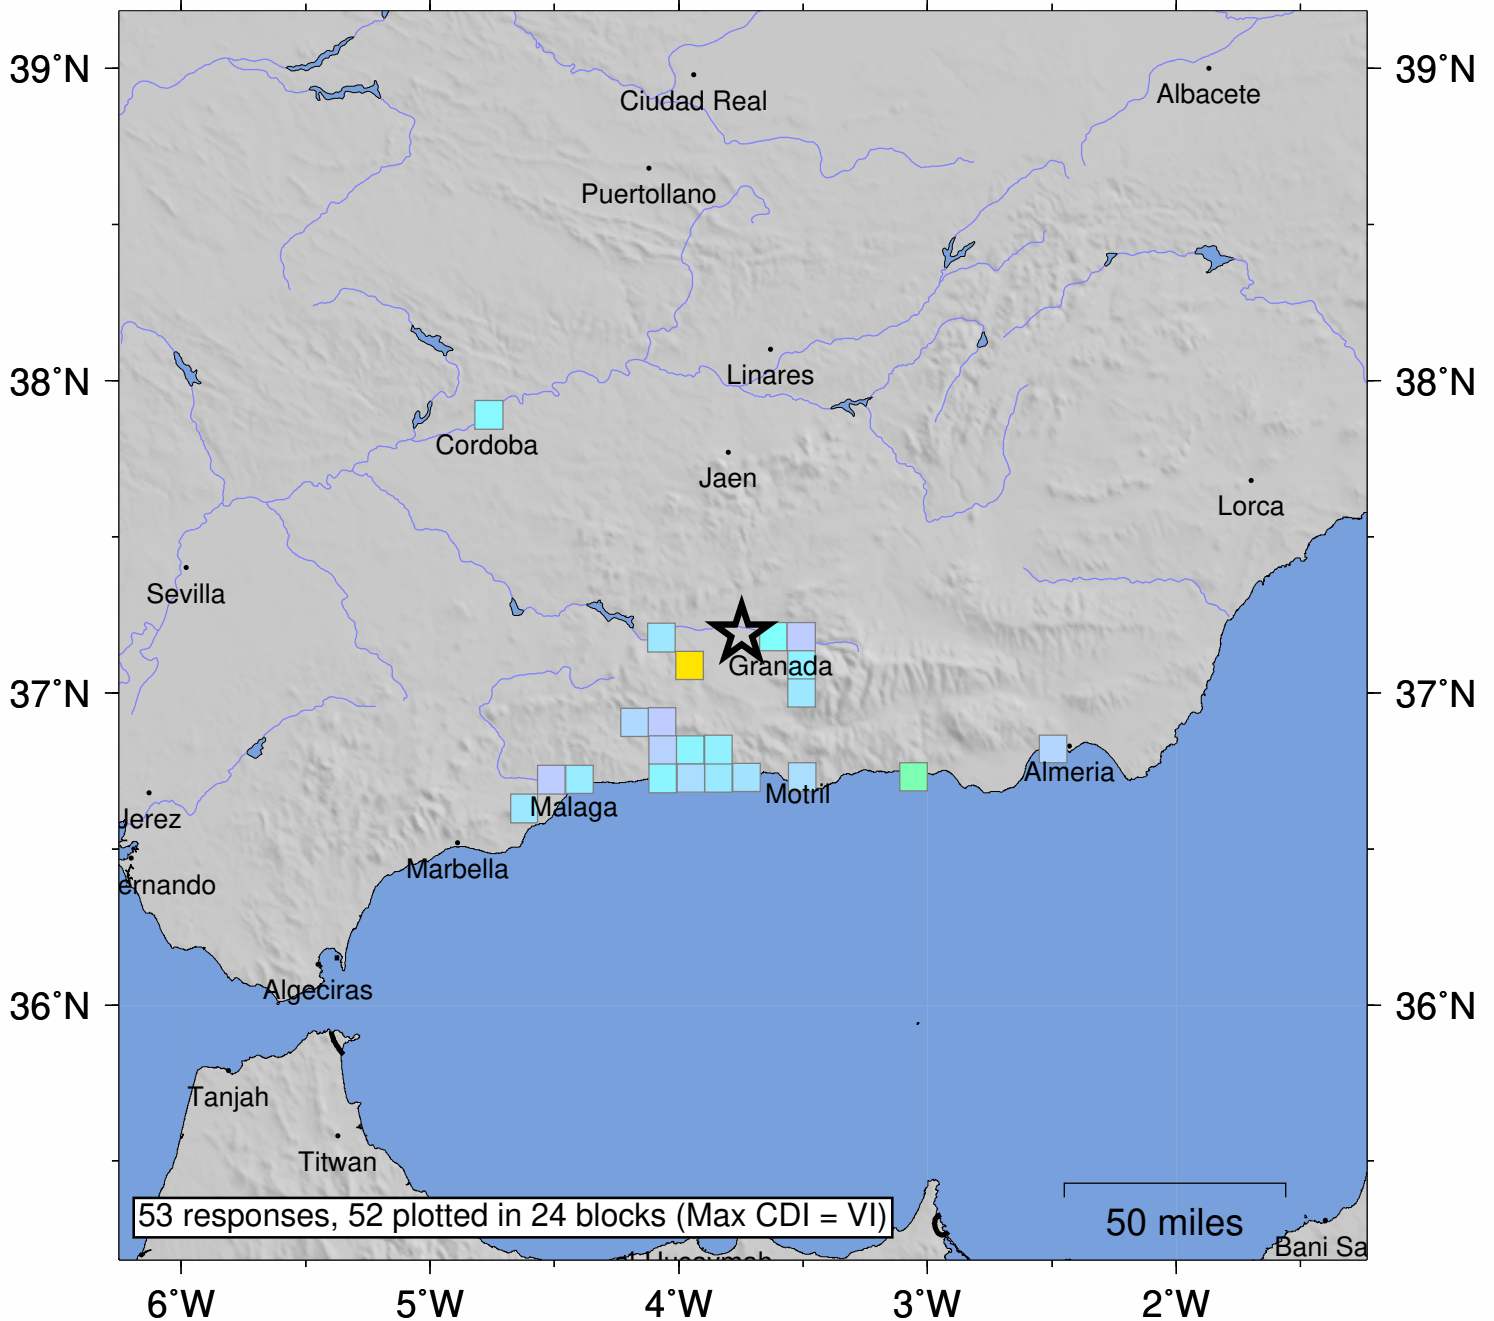 39°N
39°N
Ciudad Real
Albacete
Puertollano
38°N
38°N
Linares
Cordoba
Jaen
Lorca
Sevilla
37°N
37°N
Granada
Almeria
Motril
Malaga
Jerez
Marbella
ernando
36°N
36°N
Algeciras
Tanjah
Titwan
53 responses, 52 plotted in 24 blocks (Max CDI = VI)
50 miles
Bani Sa
6°W
5°W
4°W
3°W
2°W